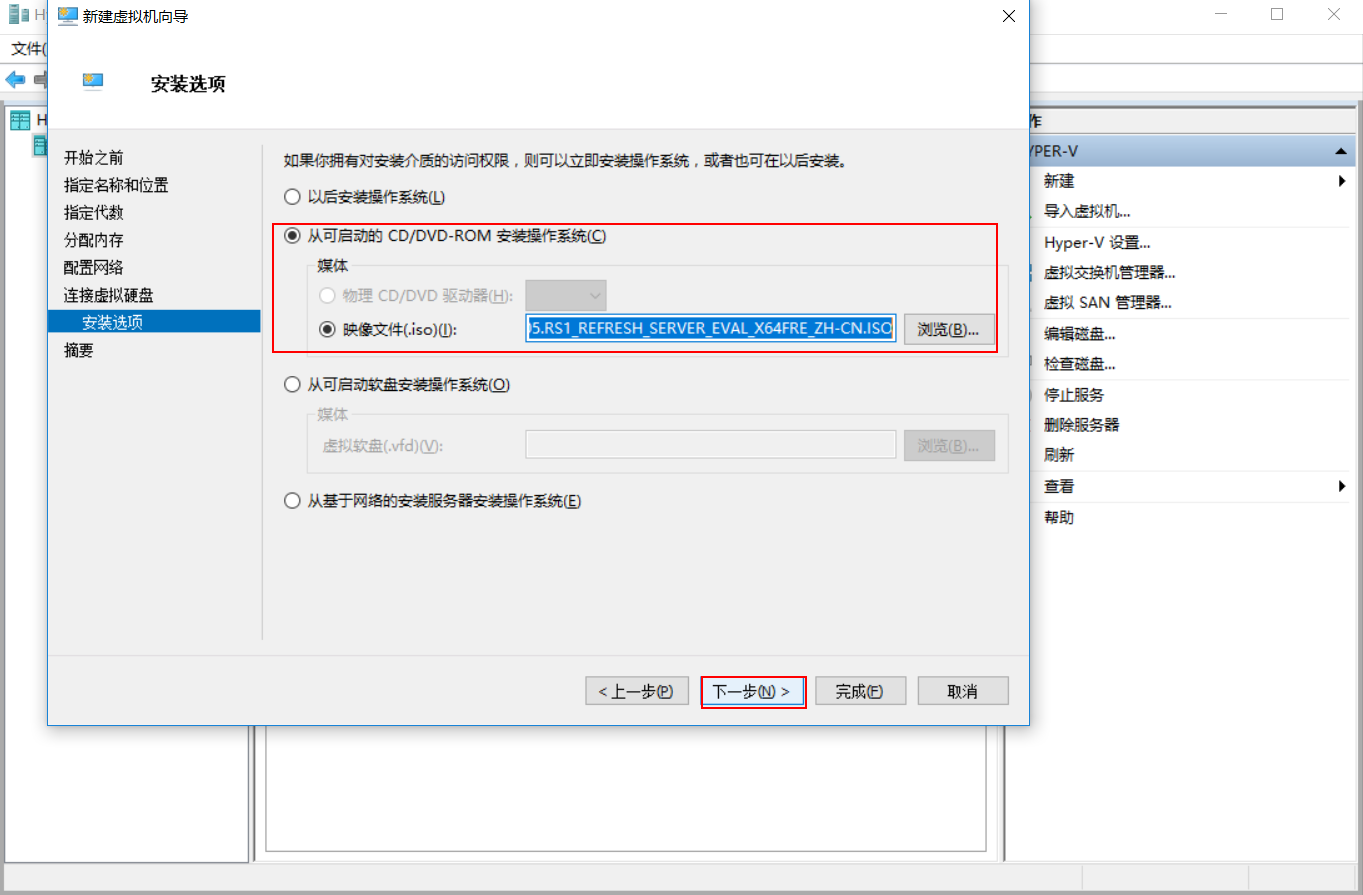 新建虚拟机向导
文件(
安装选项
H
开始之前
指定名称和位置
指定代数
分配内存
配置网络
连接虚拟硬盘
安装选项
摘要
如果你拥有对安装介质的访问权限，则可以立即安装操作系统，或者也可在以后安装。
以后安装操作系统(L)
从可启动的 CD/DVD-ROM 安装操作系统(C)
媒体
物理 CD/DVD 驱动器(H):
映像文件(.iso)(I): 05.RS1_REFRESH_SERVER_EVAL_X64FRE_ZH-CN.ISO 浏览(B)...
从可启动软盘安装操作系统(O)
媒体
虚拟软盘(.vfd)(V): 浏览(B)...
从基于网络的安装服务器安装操作系统(E)
< 上一步(P) 下一步(N) > 完成(F) 取消
作
YPER-V
新建
导入虚拟机...
Hyper-V 设置...
虚拟交换机管理器...
虚拟 SAN 管理器...
编辑磁盘...
检查磁盘...
停止服务
删除服务器
刷新
查看
帮助